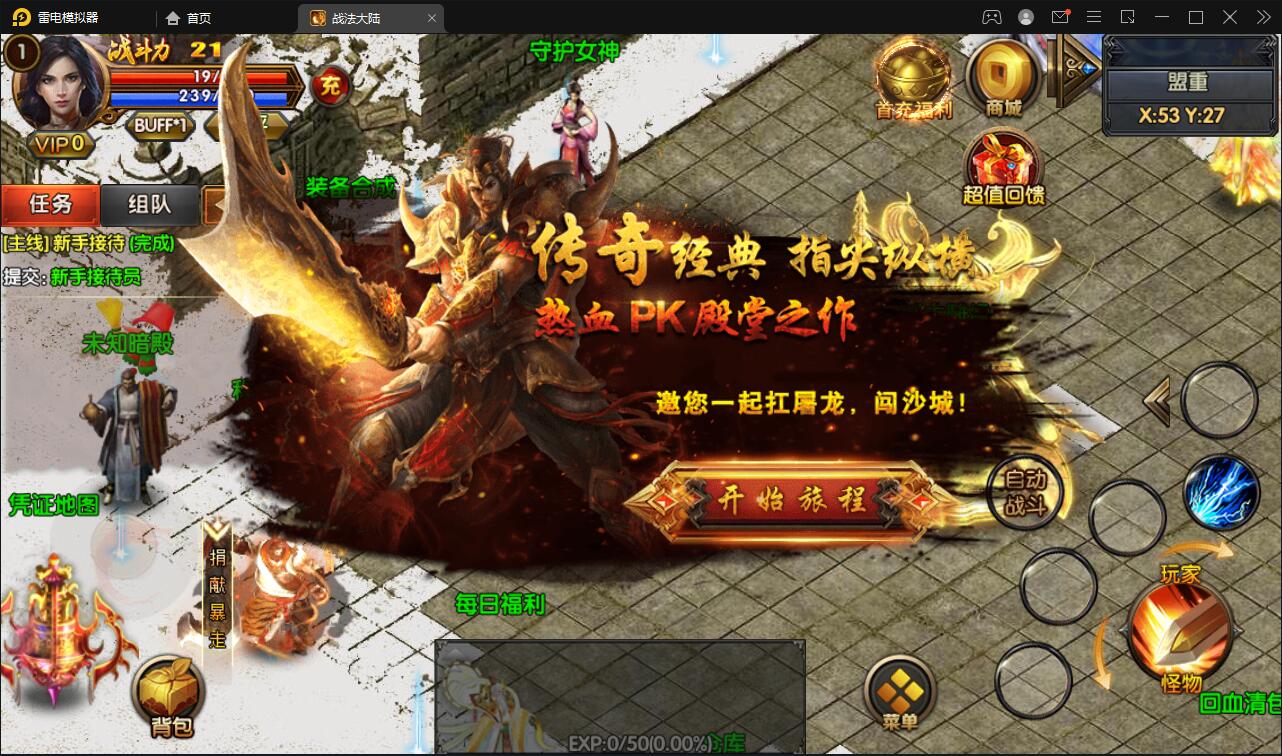 雷电模拟器
首页
战法大陆
1
战斗力 21
19/
239/
充
BUFF*1
VIP0
守护女神
首充福利
商城
盟重
X:53 Y:27
超值回馈
装备合成
任务
组队
[主线] 新手接待 (完成)
提交: 新手接待员
传奇经典 指尖纵横
热血PK殿堂之作
未知暗殿
邀您一起扛屠龙，闯沙城！
开始旅程
自动
战斗
凭证地图
捐献暴走
玩家
每日福利
怪物
回血清包
背包
菜单
EXP:0/50(0.00%)
仓库